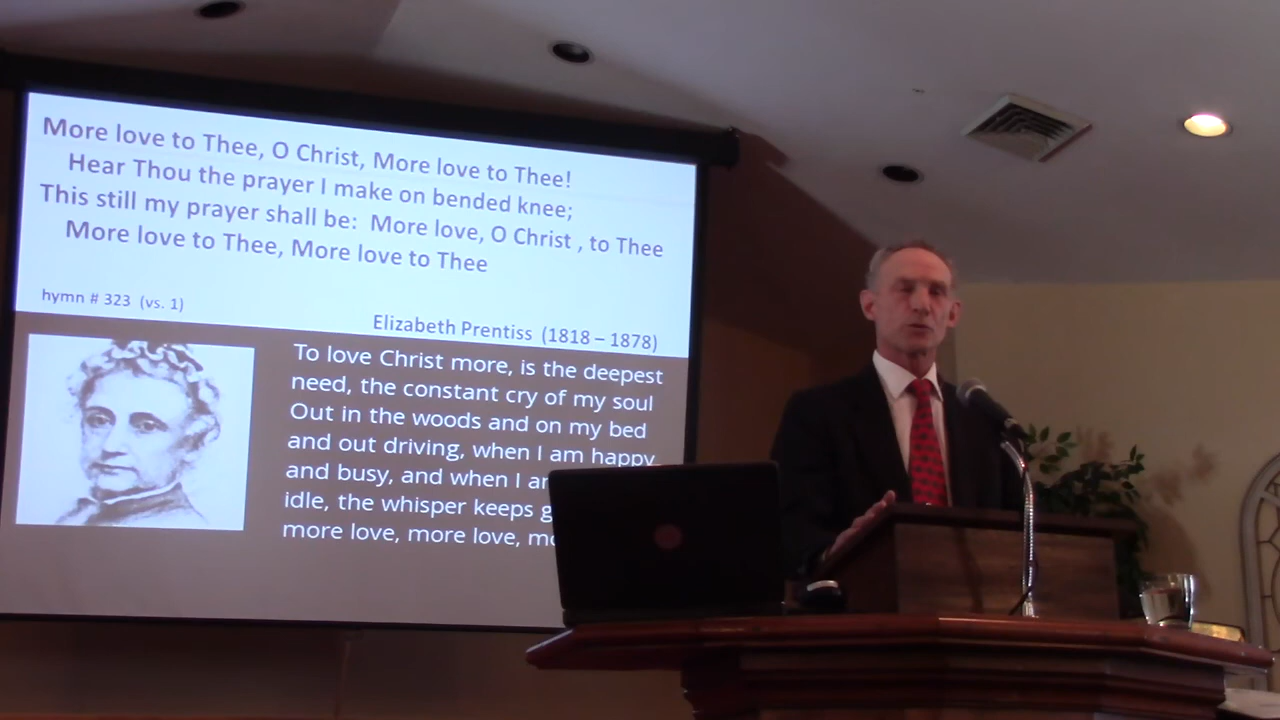 More love to Thee, O Christ, More love to Thee!
Hear Thou the prayer I make on bended knee;
This still my prayer shall be: More love, O Christ , to Thee
More love to Thee, More love to Thee
hymn # 323 (vs. 1)
Elizabeth Prentiss (1818 – 1878)
To love Christ more, is the deepest
need, the constant cry of my soul
Out in the woods and on my bed
and out driving, when I am happy
and busy, and when I
idle, the whisper keeps
more love, more love,